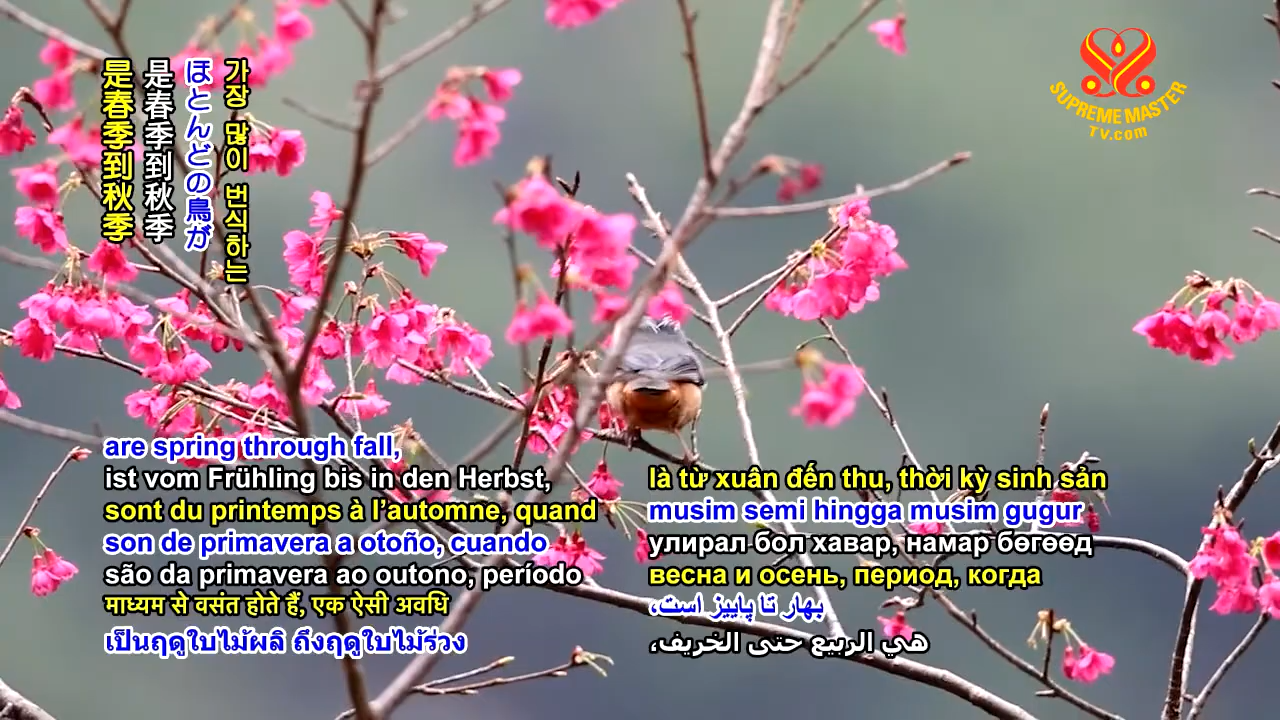 是春季到秋季
是春季到秋季
ほとんどの鳥が
가장 많이 번식하는
SUPREME MASTER
TV.com
are spring through fall,
ist vom Frühling bis in den Herbst,
sont du printemps à l’automne, quand
son de primavera a otoño, cuando
são da primavera ao outono, período
माध्यम से वसंत होते हैं, एक ऐसी अवधि
เป็นฤดูใบไม้ผลิ ถึงฤดูใบไม้ร่วง
là từ xuân đến thu, thời kỳ sinh sản
musim semi hingga musim gugur
улирал бол хавар, намар бөгөөд
весна и осень, период, когда
بهار تا پاییز است،
هي الربيع حتى الخريف،